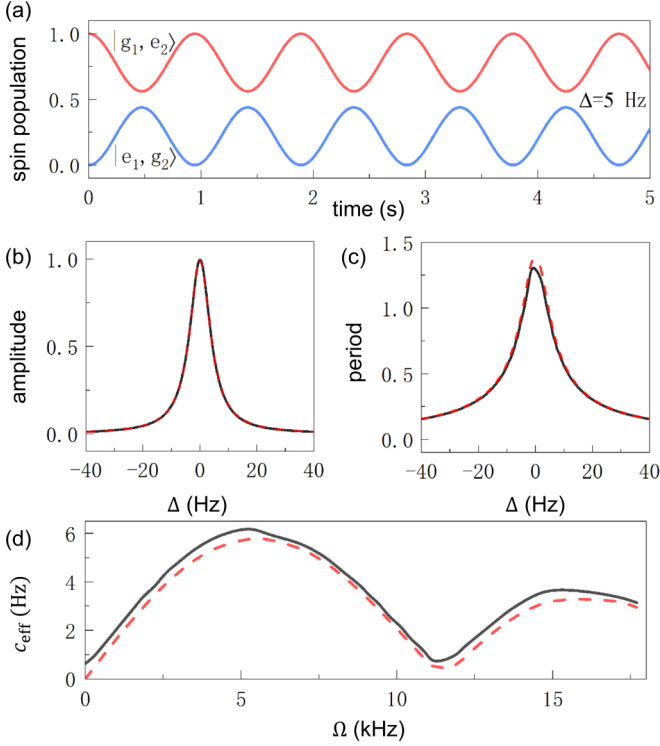 (a)
spin population
1.0
0.5
0.0
|g₁, e₂⟩
|e₁, g₂⟩
Δ=5 Hz
0 1 2 3 4 5
time (s)
(b)
amplitude
1.0
0.5
0.0
-40 -20 0 20 40
Δ (Hz)
(c)
period
1.5
1.0
0.5
0.0
-40 -20 0 20 40
Δ (Hz)
(d)
c_eff (Hz)
6
4
2
0
0 5 10 15
Ω (kHz)